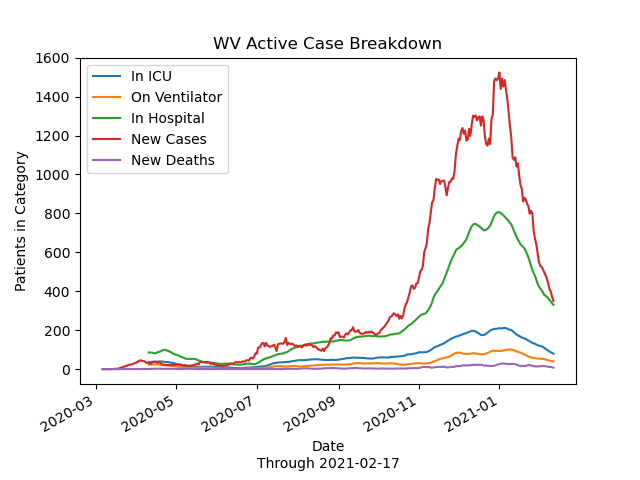 WV Active Case Breakdown
In ICU
On Ventilator
In Hospital
New Cases
New Deaths
Patients in Category
1600
1400
1200
1000
800
600
400
200
0
2020-03
2020-05
2020-07
2020-09
2020-11
2021-01
Date
Through 2021-02-17